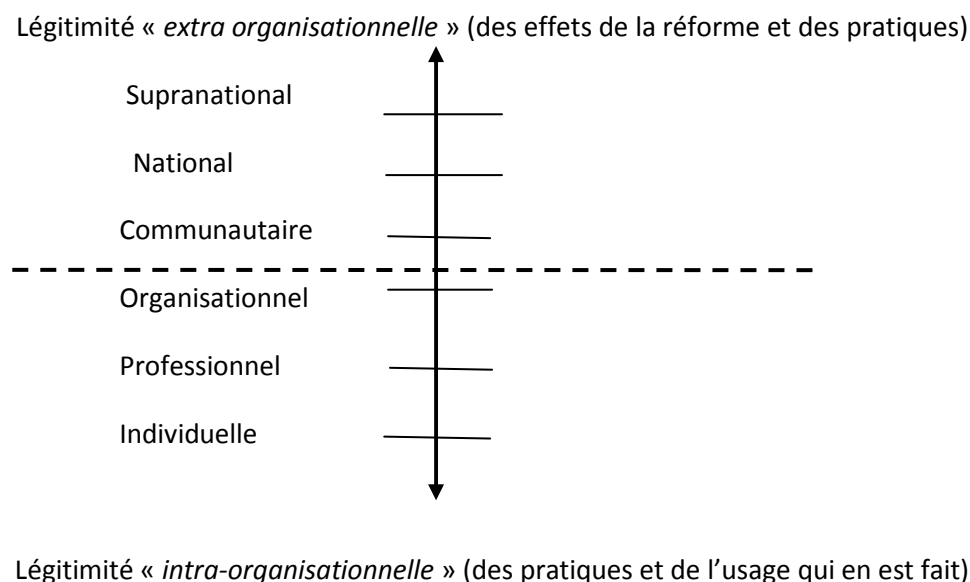 Légitimité « extra organisationnelle » (des effets de la réforme et des pratiques)
Supranational
National
Communautaire
Organisationnel
Professionnel
Individuelle
Légitimité « intra-organisationnelle » (des pratiques et de l’usage qui en est fait)